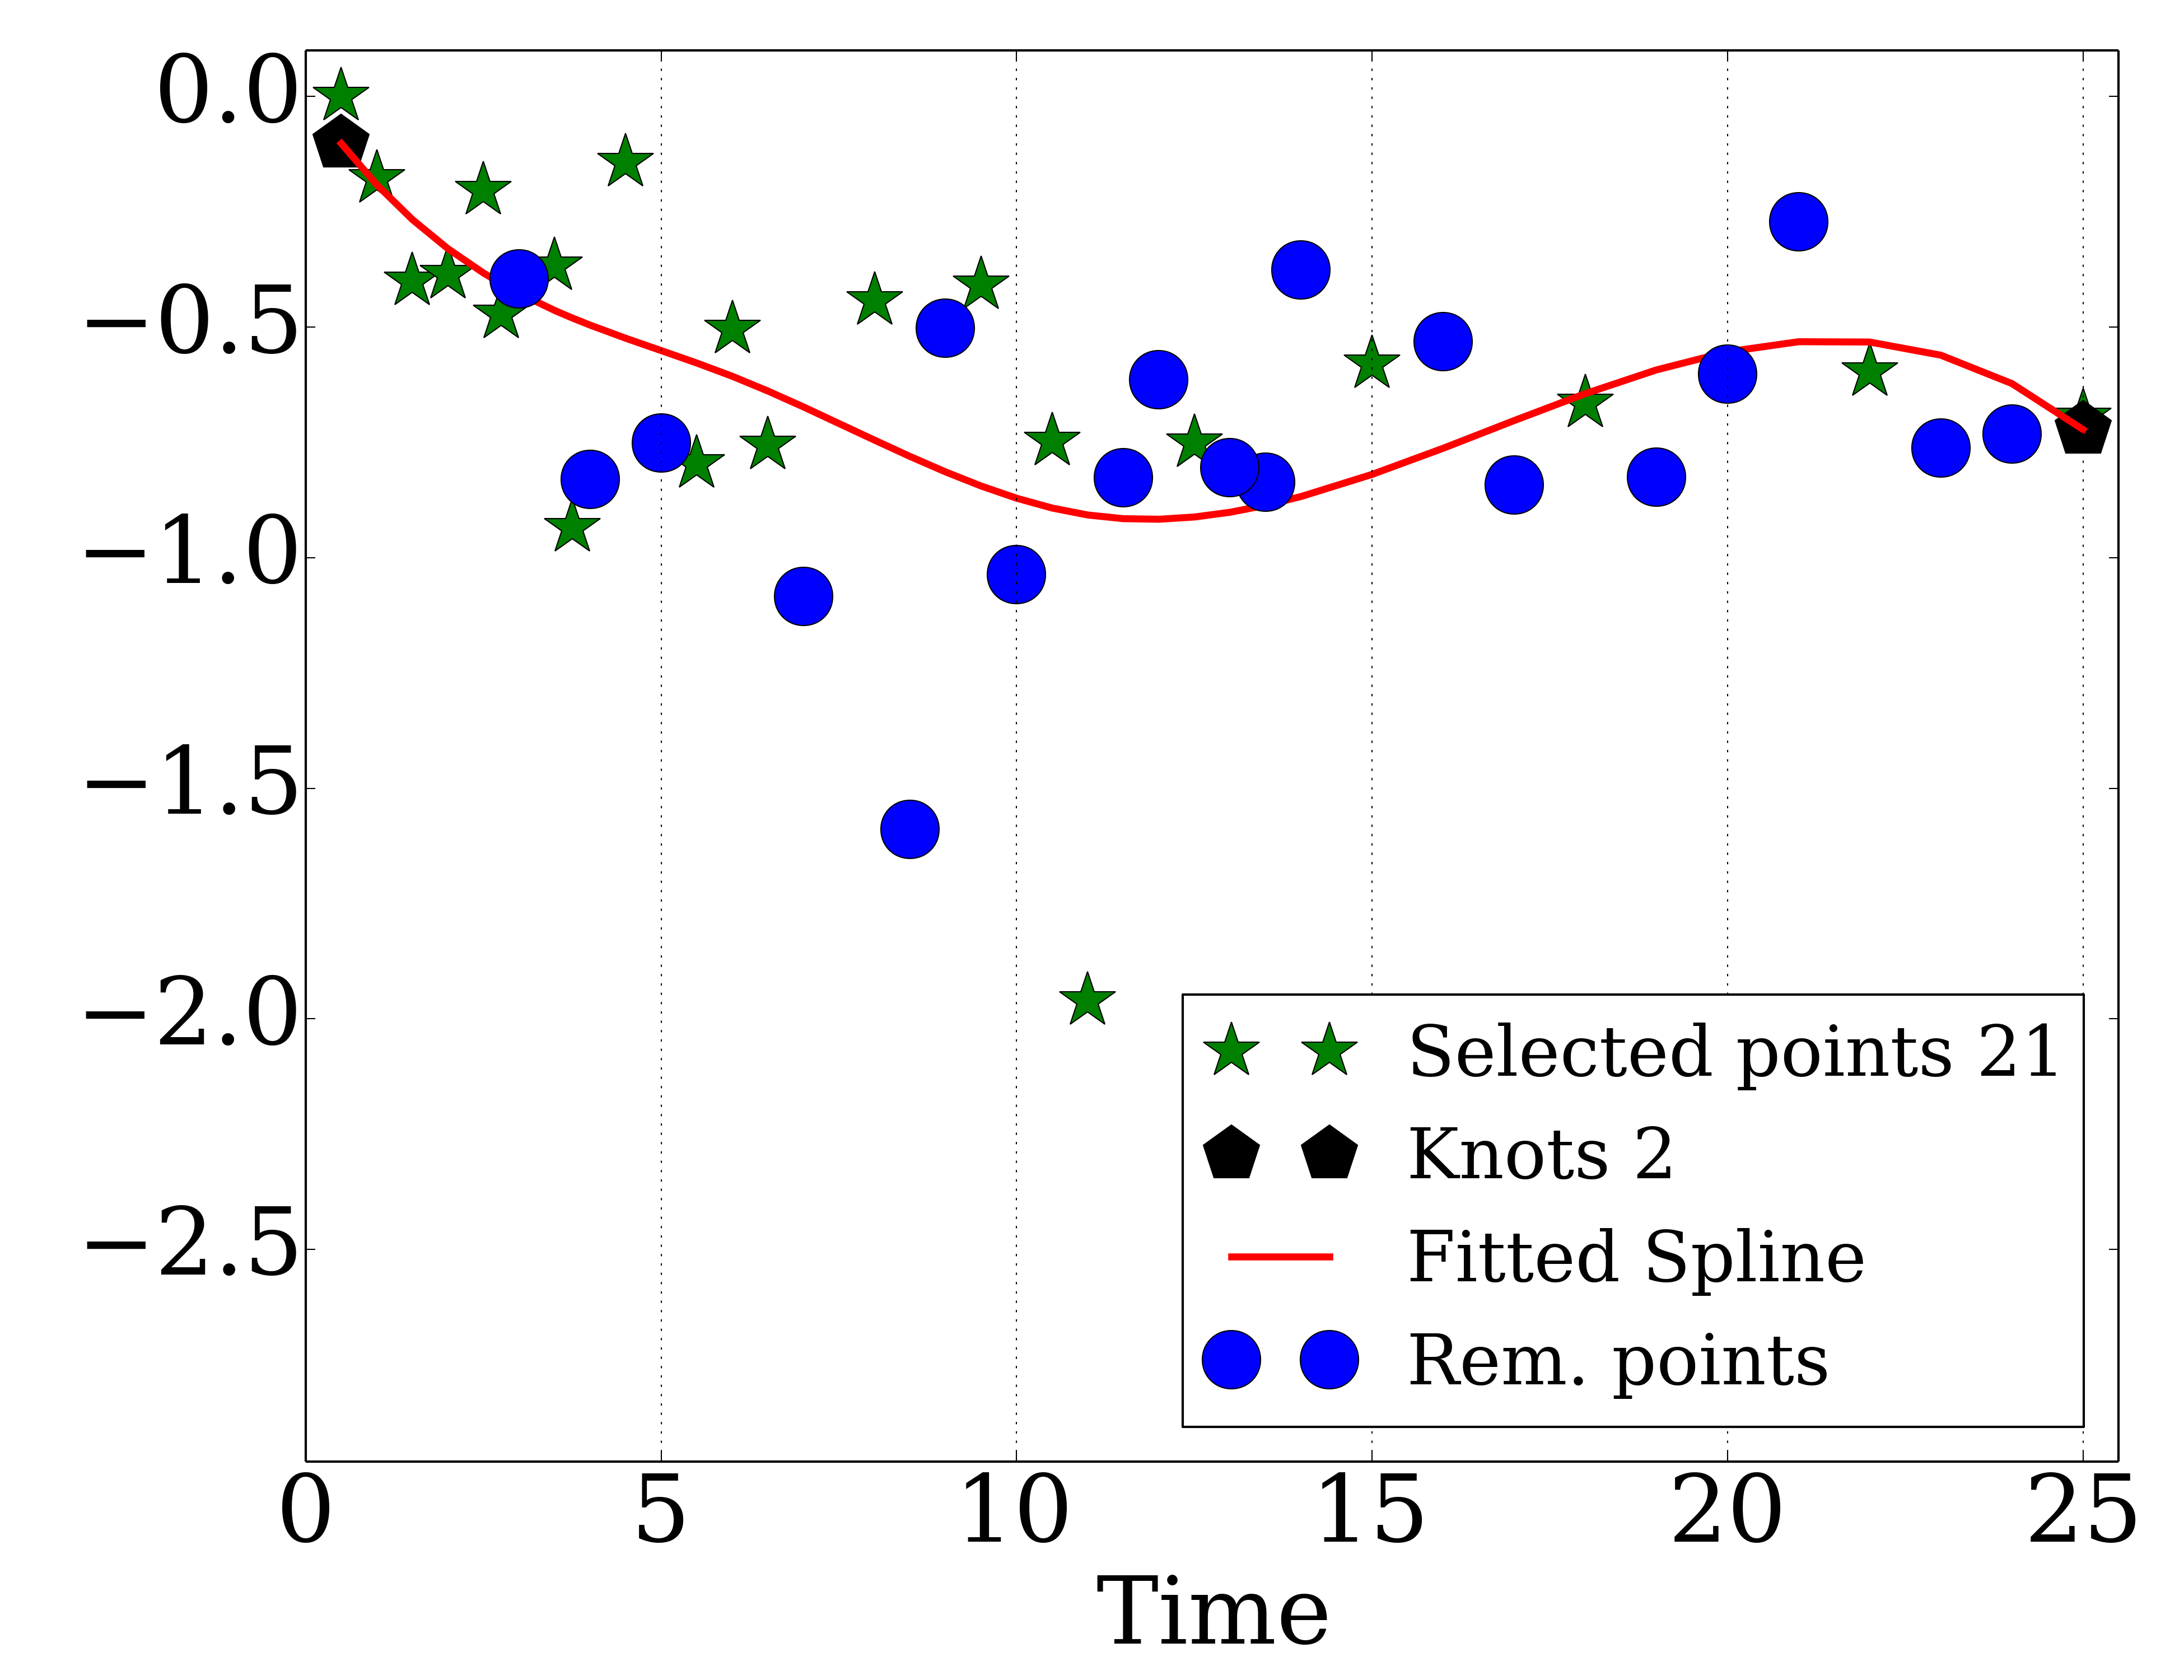 0.0
−0.5
−1.0
−1.5
−2.0
−2.5
Selected points 21
Knots 2
Fitted Spline
Rem. points
0 5 10 15 20 25
Time